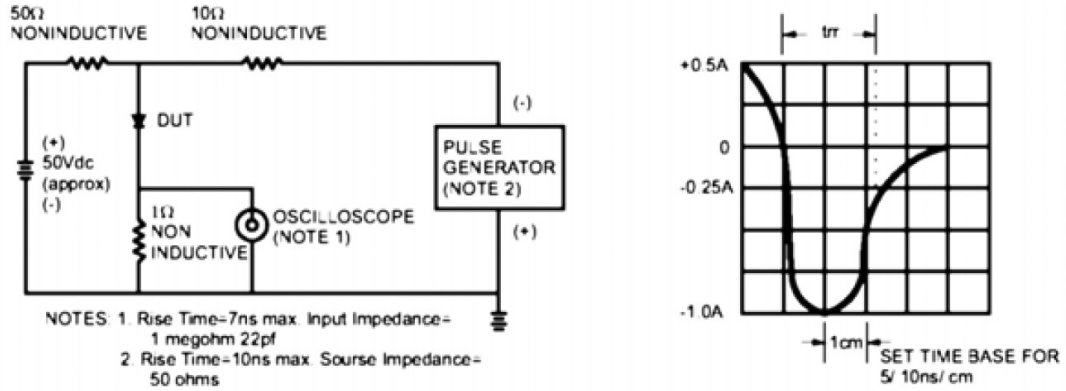 50Ω
NONINDUCTIVE
10Ω
NONINDUCTIVE
DUT
(+)
50Vdc
(approx)
(-)
1Ω
NON
INDUCTIVE
OSCILLOSCOPE
(NOTE 1)
(-)
PULSE
GENERATOR
(NOTE 2)
(+)
NOTES: 1. Rise Time=7ns max. Input Impedance=
1 megohm 22pf
2. Rise Time=10ns max. Sourse Impedance=
50 ohms
trr
+0.5A
0
-0.25A
-1.0A
1cm
SET TIME BASE FOR
5/ 10ns/ cm